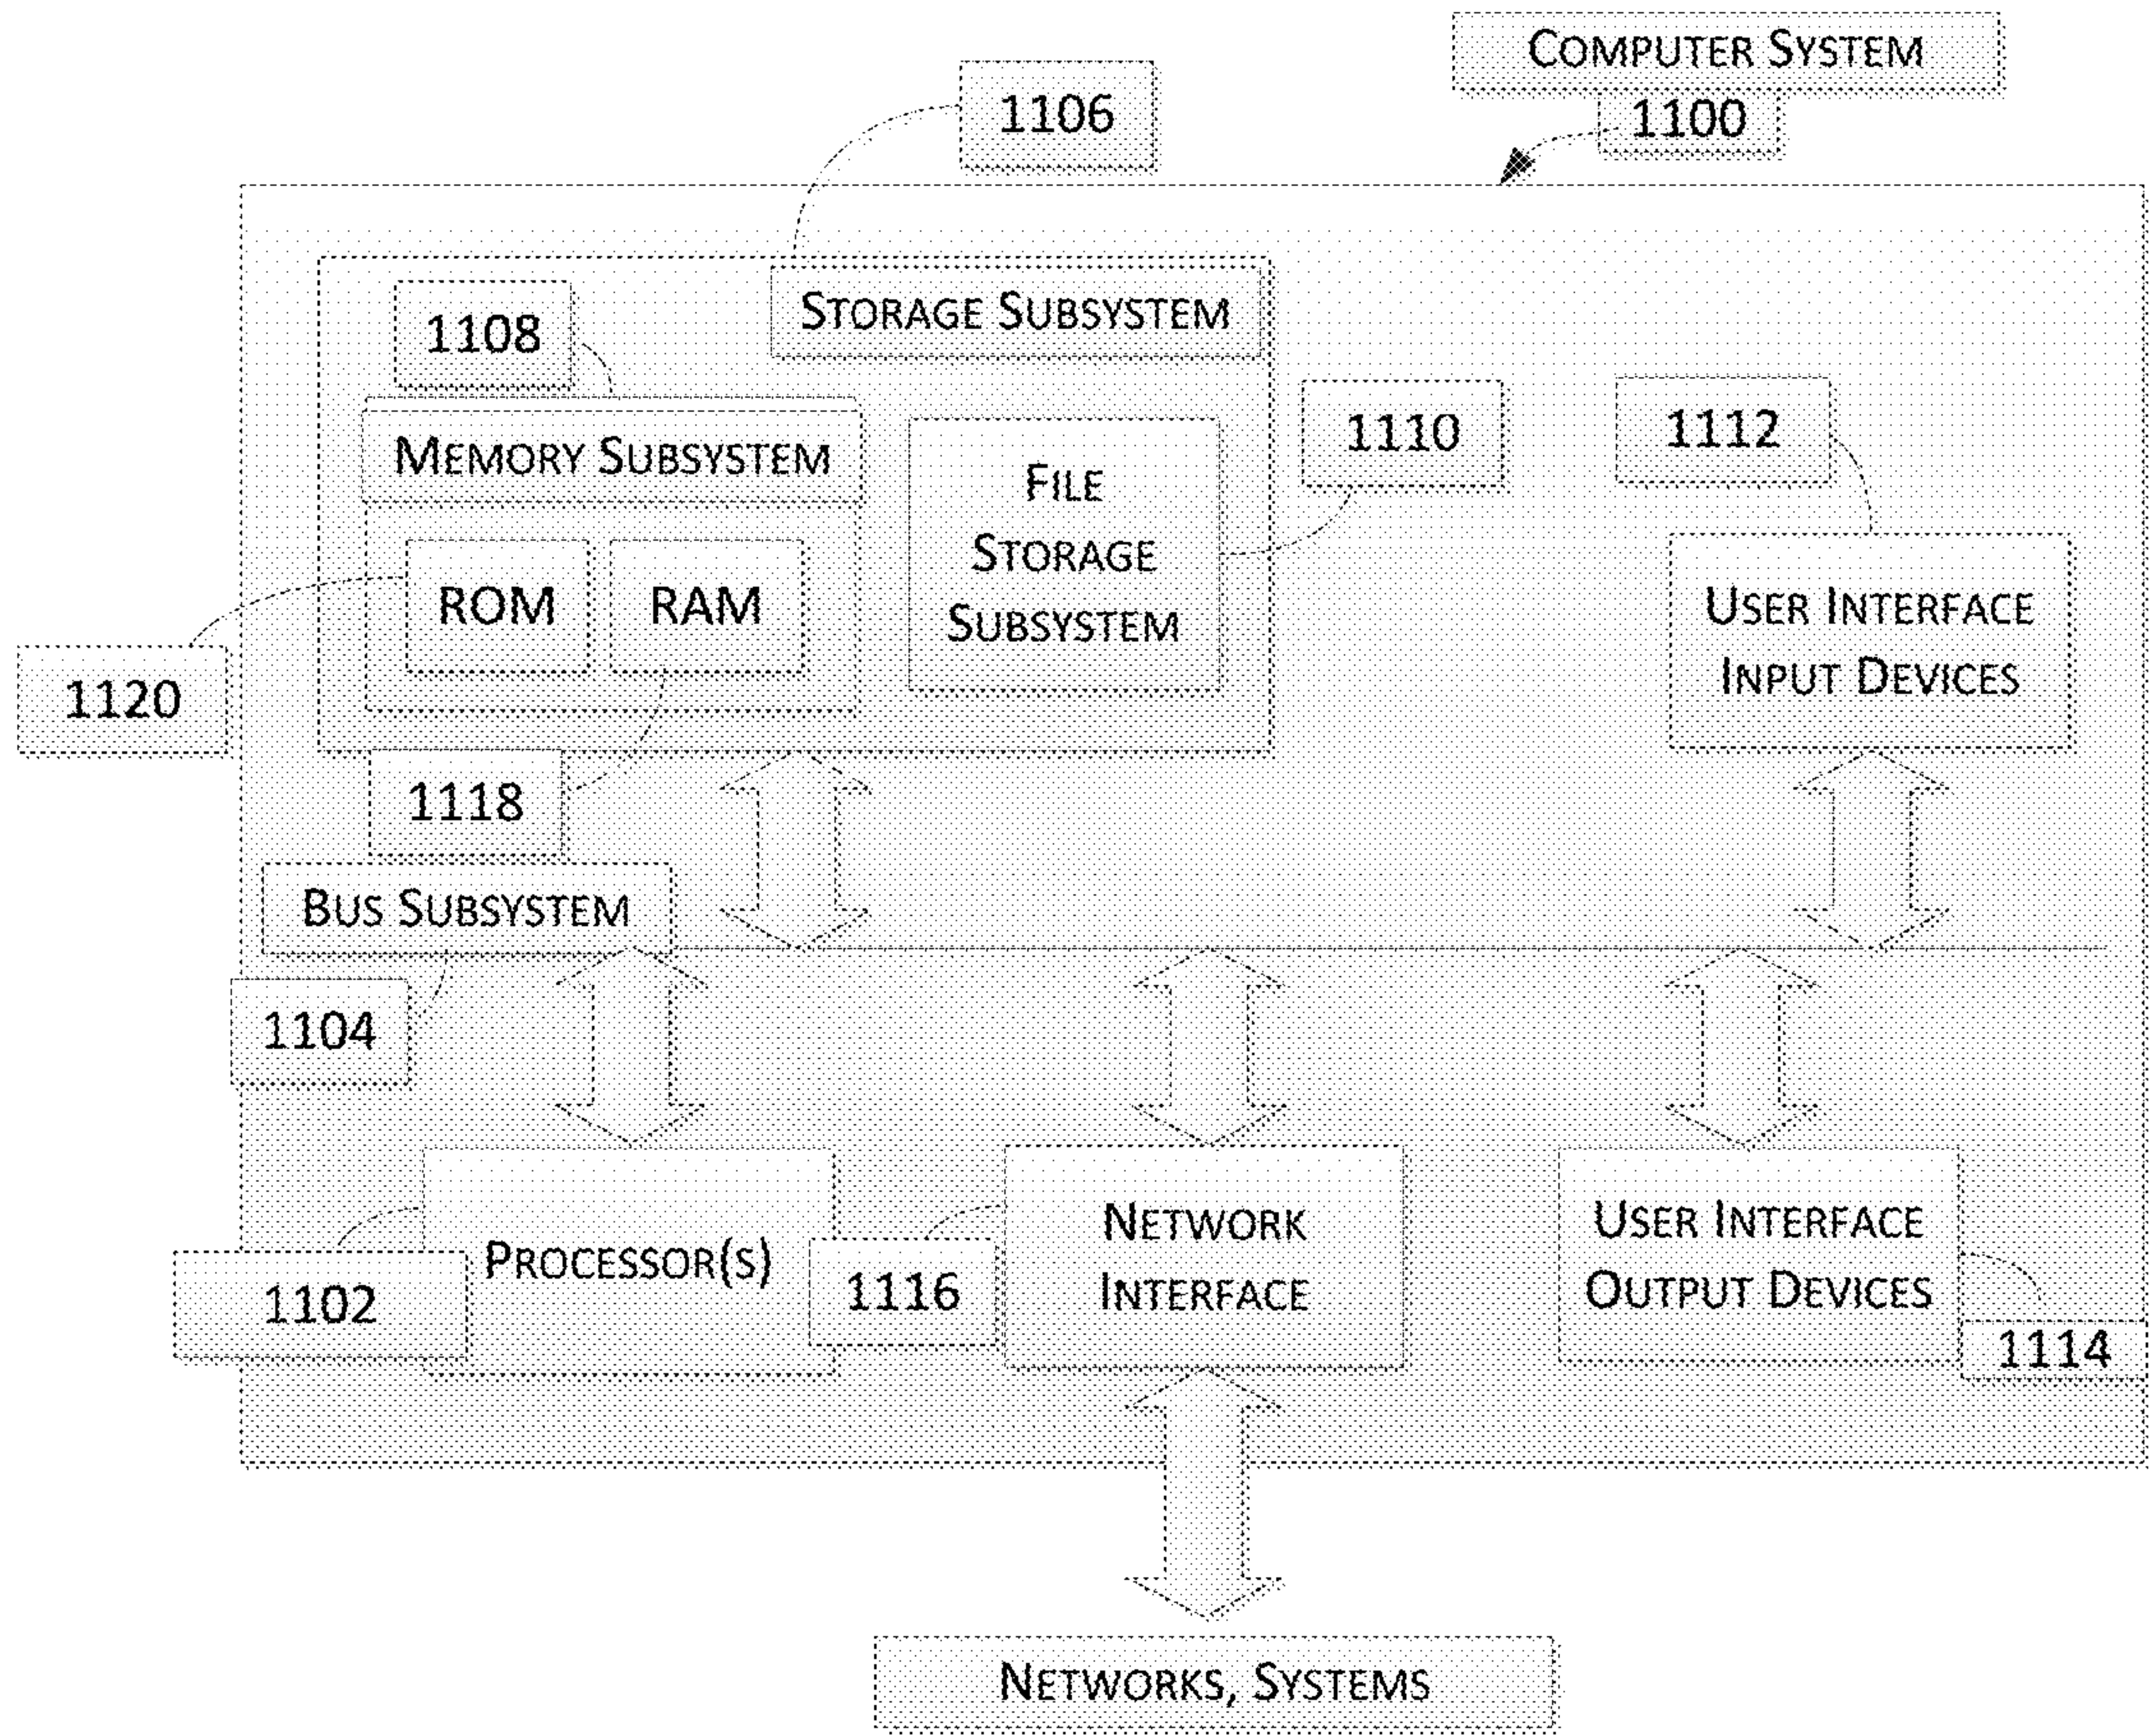 COMPUTER SYSTEM
1100
1106
STORAGE SUBSYSTEM
1108
MEMORY SUBSYSTEM
1110
1112
FILE
STORAGE
SUBSYSTEM
ROM
RAM
USER INTERFACE
INPUT DEVICES
1120
1118
BUS SUBSYSTEM
1104
PROCESSOR(S)
1102
NETWORK
INTERFACE
1116
USER INTERFACE
OUTPUT DEVICES
1114
NETWORKS, SYSTEMS